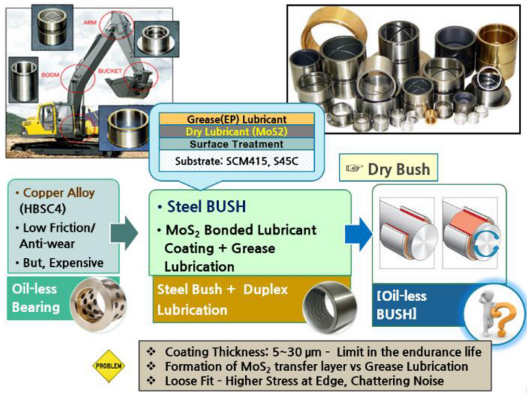 ARM
BOOM
BUCKET
Grease(EP) Lubricant
Dry Lubricant (MoS2)
Surface Treatment
Substrate: SCM415, S45C
☞ Dry Bush
• Copper Alloy
(HBSC4)
• Low Friction/
Anti-wear
• But, Expensive
Oil-less
Bearing
• Steel BUSH
• MoS₂ Bonded Lubricant
Coating + Grease
Lubrication
Steel Bush + Duplex
Lubrication
[Oil-less
BUSH]
PROBLEM
❖ Coating Thickness: 5~30 μm - Limit in the endurance life
❖ Formation of MoS₂ transfer layer vs Grease Lubrication
❖ Loose Fit - Higher Stress at Edge, Chattering Noise